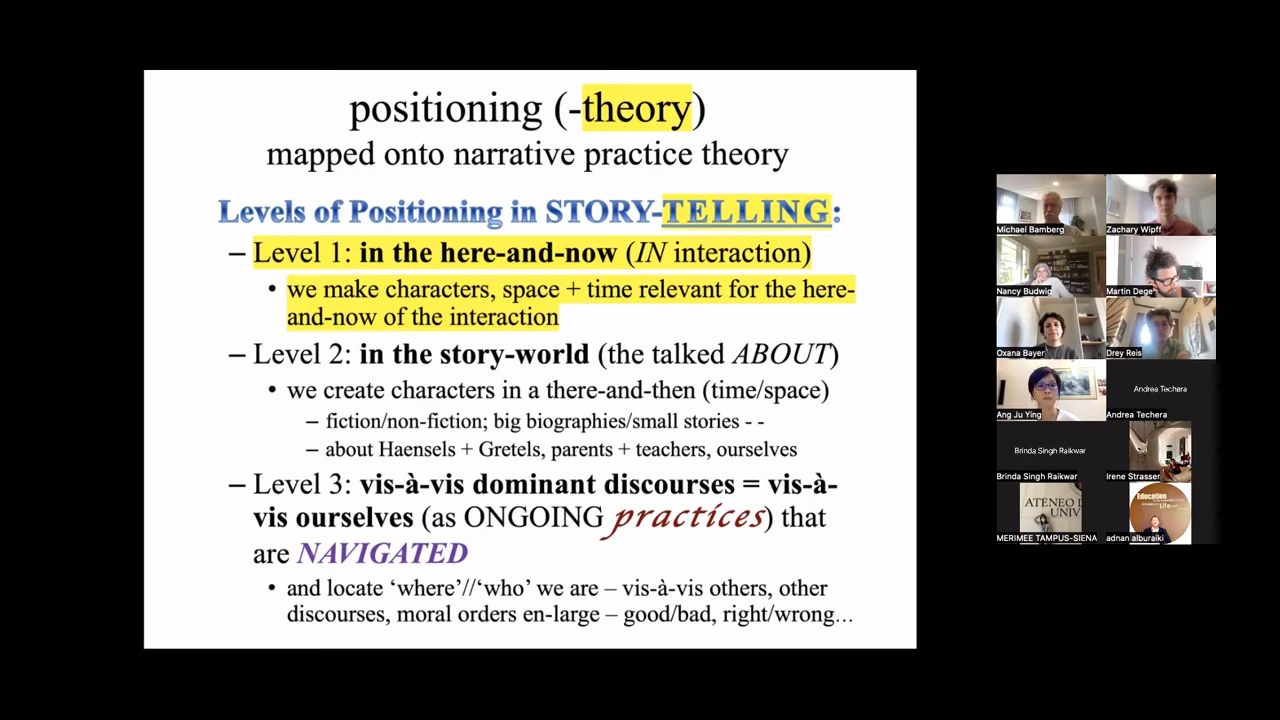 positioning (-theory)
mapped onto narrative practice theory
Levels of Positioning in STORY-TELLING:
– Level 1: in the here-and-now (IN interaction)
• we make characters, space + time relevant for the here-
and-now of the interaction
– Level 2: in the story-world (the talked ABOUT)
• we create characters in a there-and-then (time/space)
– fiction/non-fiction; big biographies/small stories - -
– about Haensels + Gretels, parents + teachers, ourselves
– Level 3: vis-à-vis dominant discourses = vis-à-
vis ourselves (as ONGOING practices) that
are NAVIGATED
• and locate ‘where’//‘who’ we are – vis-à-vis others, other
discourses, moral orders en-large – good/bad, right/wrong…
Michael Bamberg
Zachary Wipff
Nancy Budwig
Martin Dege
Oxana Bayer
Drey Reis
Ang Ju Ying
Andrea Techera
Andrea Techera
Brinda Singh Raikwar
Brinda Singh Raikwar
Irene Strasser
ATENEO
UNIV
MERIMEE TAMPUS-SIENA
Education
Life
adnan alburaiki